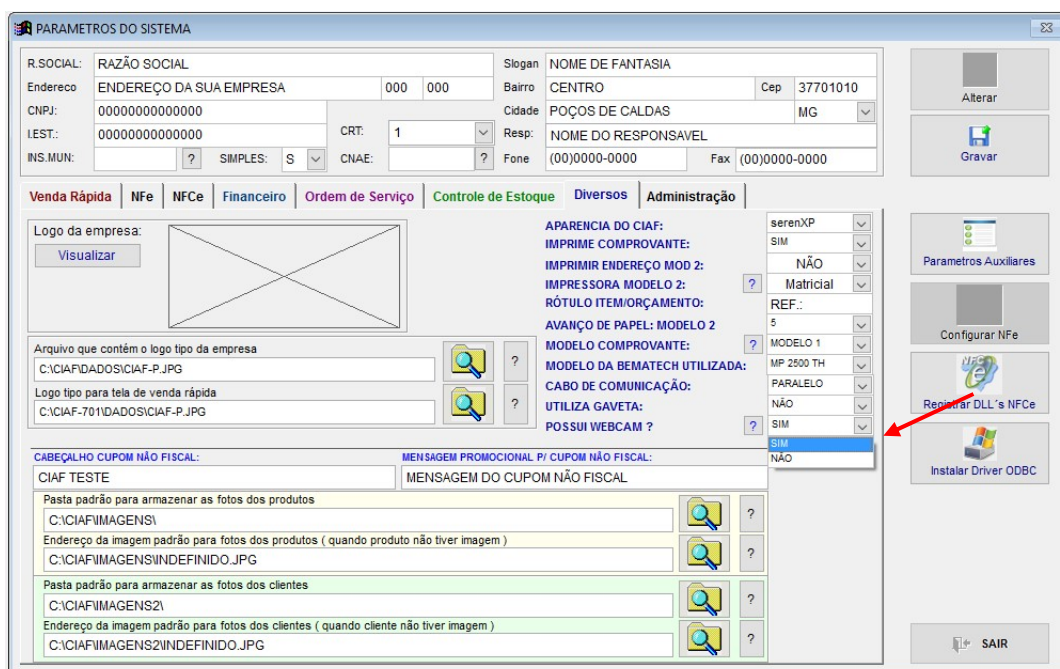 PARAMETROS DO SISTEMA
R.SOCIAL: RAZÃO SOCIAL Slogan NOME DE FANTASIA
Endereco ENDEREÇO DA SUA EMPRESA 000 000 Bairro CENTRO Cep 37701010
CNPJ: 00000000000000 Cidade POÇOS DE CALDAS MG
I.EST.: 00000000000000 CRT: 1 Resp: NOME DO RESPONSAVEL
INS.MUN: ? SIMPLES: S CNAE: ? Fone (00)0000-0000 Fax (00)0000-0000
Alterar
Gravar
Venda Rápida NFe NFCe Financeiro Ordem de Serviço Controle de Estoque Diversos Administração
Logo da empresa:
Visualizar
APARENCIA DO CIAF: serenXP
IMPRIME COMPROVANTE: SIM
IMPRIMIR ENDEREÇO MOD 2: NÃO
IMPRESSORA MODELO 2: ? Matricial
RÓTULO ITEM/ORÇAMENTO: REF.:
AVANÇO DE PAPEL: MODELO 2 5
MODELO COMPROVANTE: ? MODELO 1
MODELO DA BEMATECH UTILIZADA: MP 2500 TH
CABO DE COMUNICAÇÃO: PARALELO
UTILIZA GAVETA: NÃO
POSSUI WEBCAM ? ? SIM
SIM
NÃO
Arquivo que contém o logo tipo da empresa
C:\CIAF\DADOS\CIAF-P.JPG ?
Logo tipo para tela de venda rápida
C:\CIAF-701\DADOS\CIAF-P.JPG ?
CABEÇALHO CUPOM NÃO FISCAL: MENSAGEM PROMOCIONAL P/ CUPOM NÃO FISCAL:
CIAF TESTE MENSAGEM DO CUPOM NÃO FISCAL
Pasta padrão para armazenar as fotos dos produtos
C:\CIAF\IMAGENS\ ?
Endereço da imagem padrão para fotos dos produtos ( quando produto não tiver imagem )
C:\CIAF\IMAGENS\INDEFINIDO.JPG ?
Pasta padrão para armazenar as fotos dos clientes
C:\CIAF\IMAGENS2\ ?
Endereço da imagem padrão para fotos dos clientes ( quando cliente não tiver imagem )
C:\CIAF\IMAGENS2\INDEFINIDO.JPG ?
Parametros Auxiliares
Configurar NFe
NFC-e
Registrar DLL´s NFCe
Instalar Driver ODBC
SAIR